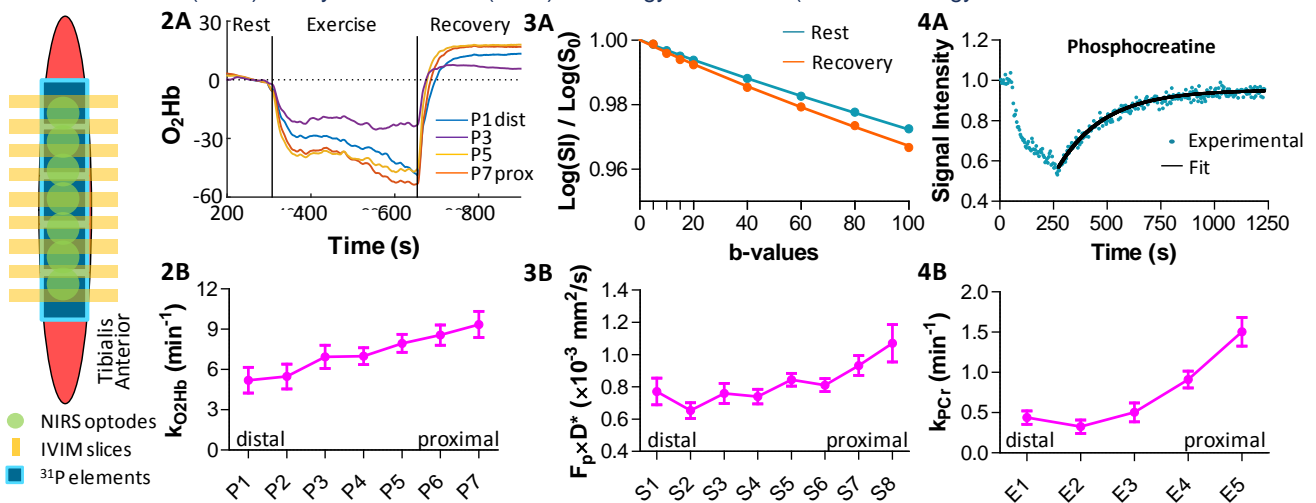 2A
Rest
Exercise
Recovery
30
0
-30
-60
O2Hb
P1 dist
P3
P5
P7 prox
200
400
600
800
Time (s)
3A
Rest
Recovery
1.00
0.98
0.96
Log(SI) / Log(S0)
0
20
40
60
80
100
b-values
4A
Phosphocreatine
Experimental
Fit
1.2
1.0
0.8
0.6
0.4
Signal Intensity
0
250
500
750
1000
1250
Time (s)
Tibialis
Anterior
NIRS optodes
IVIM slices
31P elements
2B
12
9
6
3
0
kO2Hb (min-1)
distal
proximal
P1
P2
P3
P4
P5
P6
P7
3B
1.4
1.2
1.0
0.8
0.6
0.4
Fp×D* (×10-3 mm2/s)
distal
proximal
S1
S2
S3
S4
S5
S6
S7
S8
4B
2.0
1.5
1.0
0.5
0.0
kPCr (min-1)
distal
proximal
E1
E2
E3
E4
E5